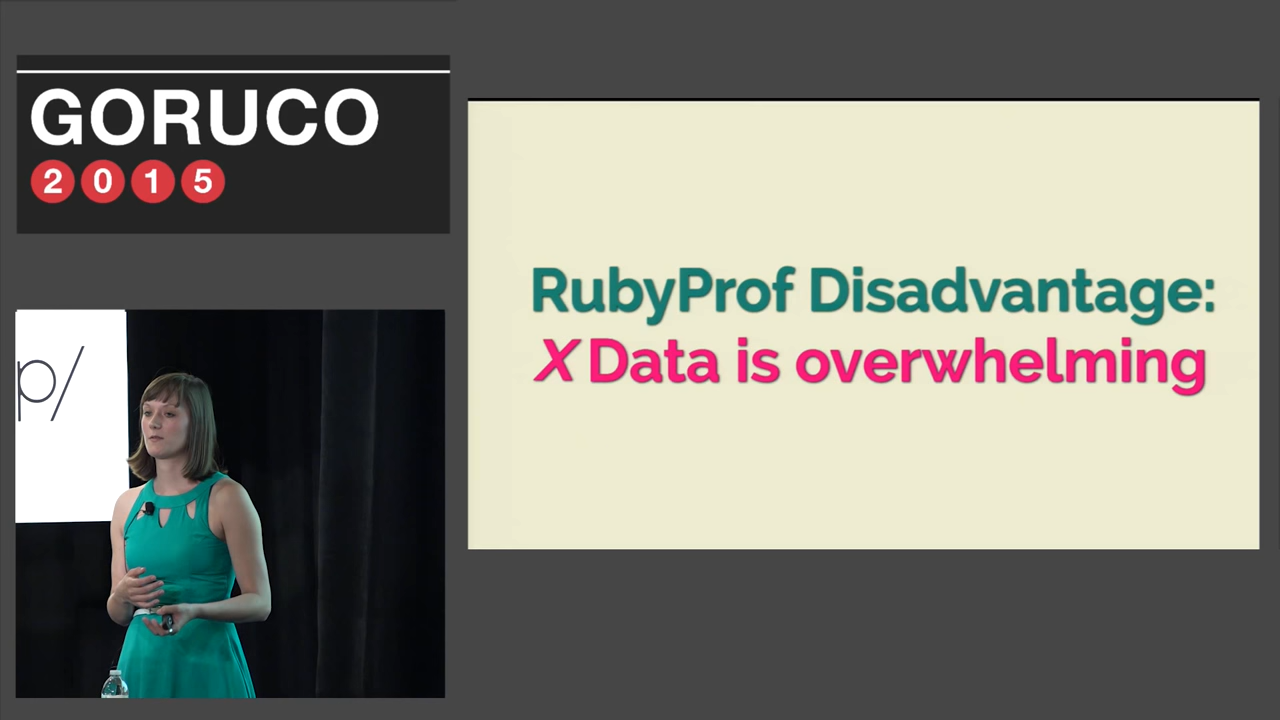 GORUCO
2015
p/
RubyProf Disadvantage:
X Data is overwhelming